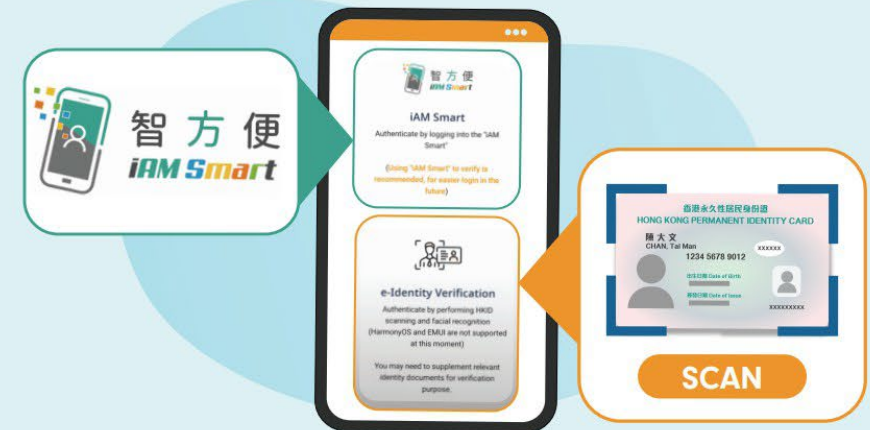 智方便
iAM Smart
智方便
iAM Smart
iAM Smart
Authenticate by logging into the "iAM
Smart"
(Using "iAM Smart" to verify is
recommended, for easier login in the
future)
e-Identity Verification
Authenticate by performing HKID
scanning and facial recognition
(HarmonyOS and EMUI are not supported
at this moment)
You may need to supplement relevant
identity documents for verification
purpose.
香港永久性居民身份證
HONG KONG PERMANENT IDENTITY CARD
陳大文
CHAN, Tai Man
1234 5678 9012
xxxxxx
出生日期 Date of Birth
Date of Issue
xxxxxxxxx
SCAN